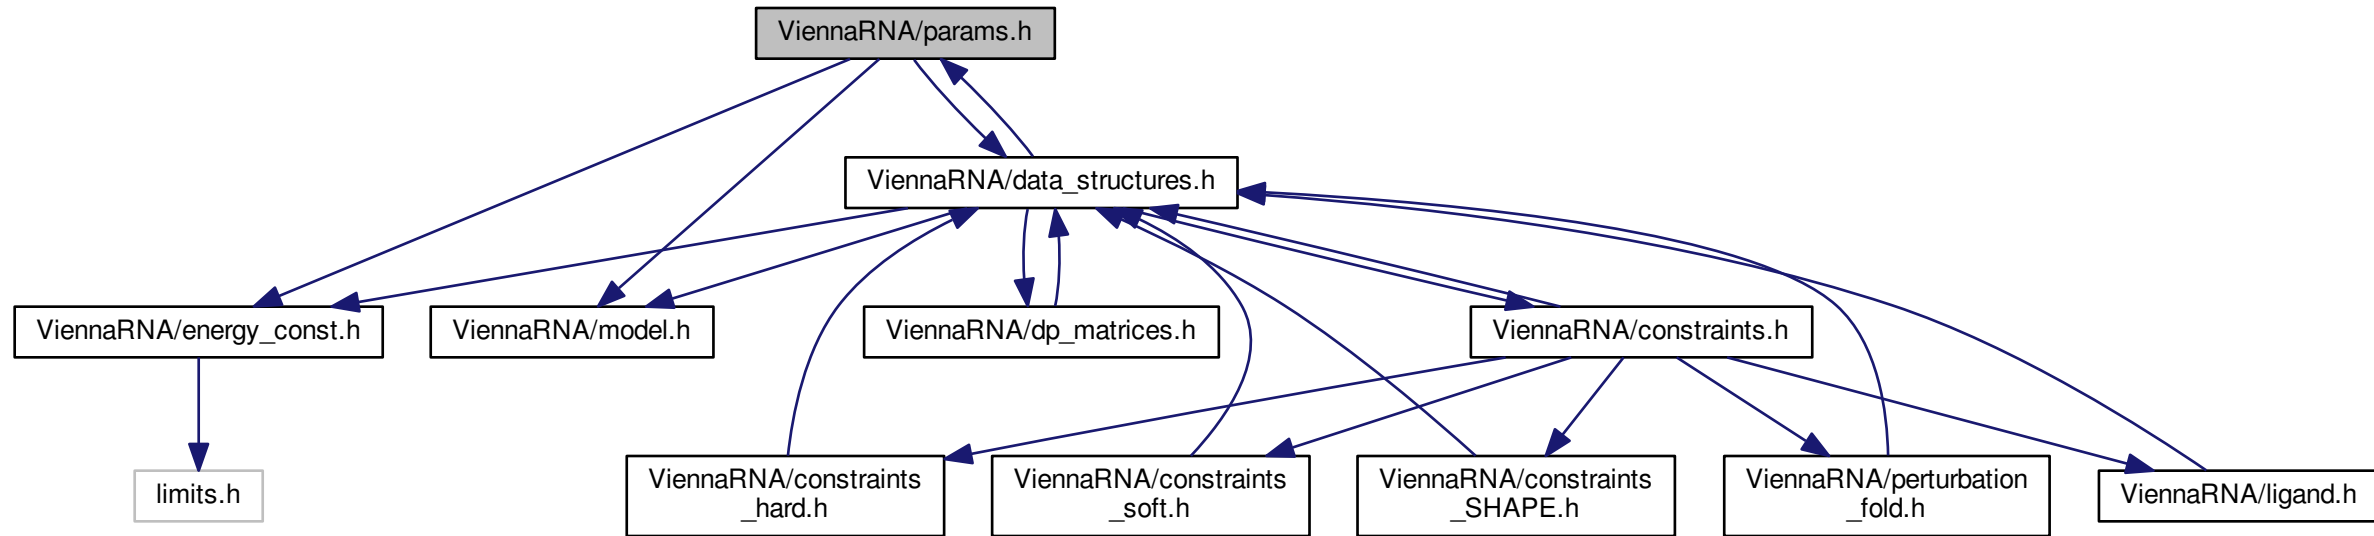 ViennaRNA/params.h
ViennaRNA/data_structures.h
ViennaRNA/energy_const.h
ViennaRNA/model.h
ViennaRNA/dp_matrices.h
ViennaRNA/constraints.h
limits.h
ViennaRNA/constraints
_hard.h
ViennaRNA/constraints
_soft.h
ViennaRNA/constraints
_SHAPE.h
ViennaRNA/perturbation
_fold.h
ViennaRNA/ligand.h